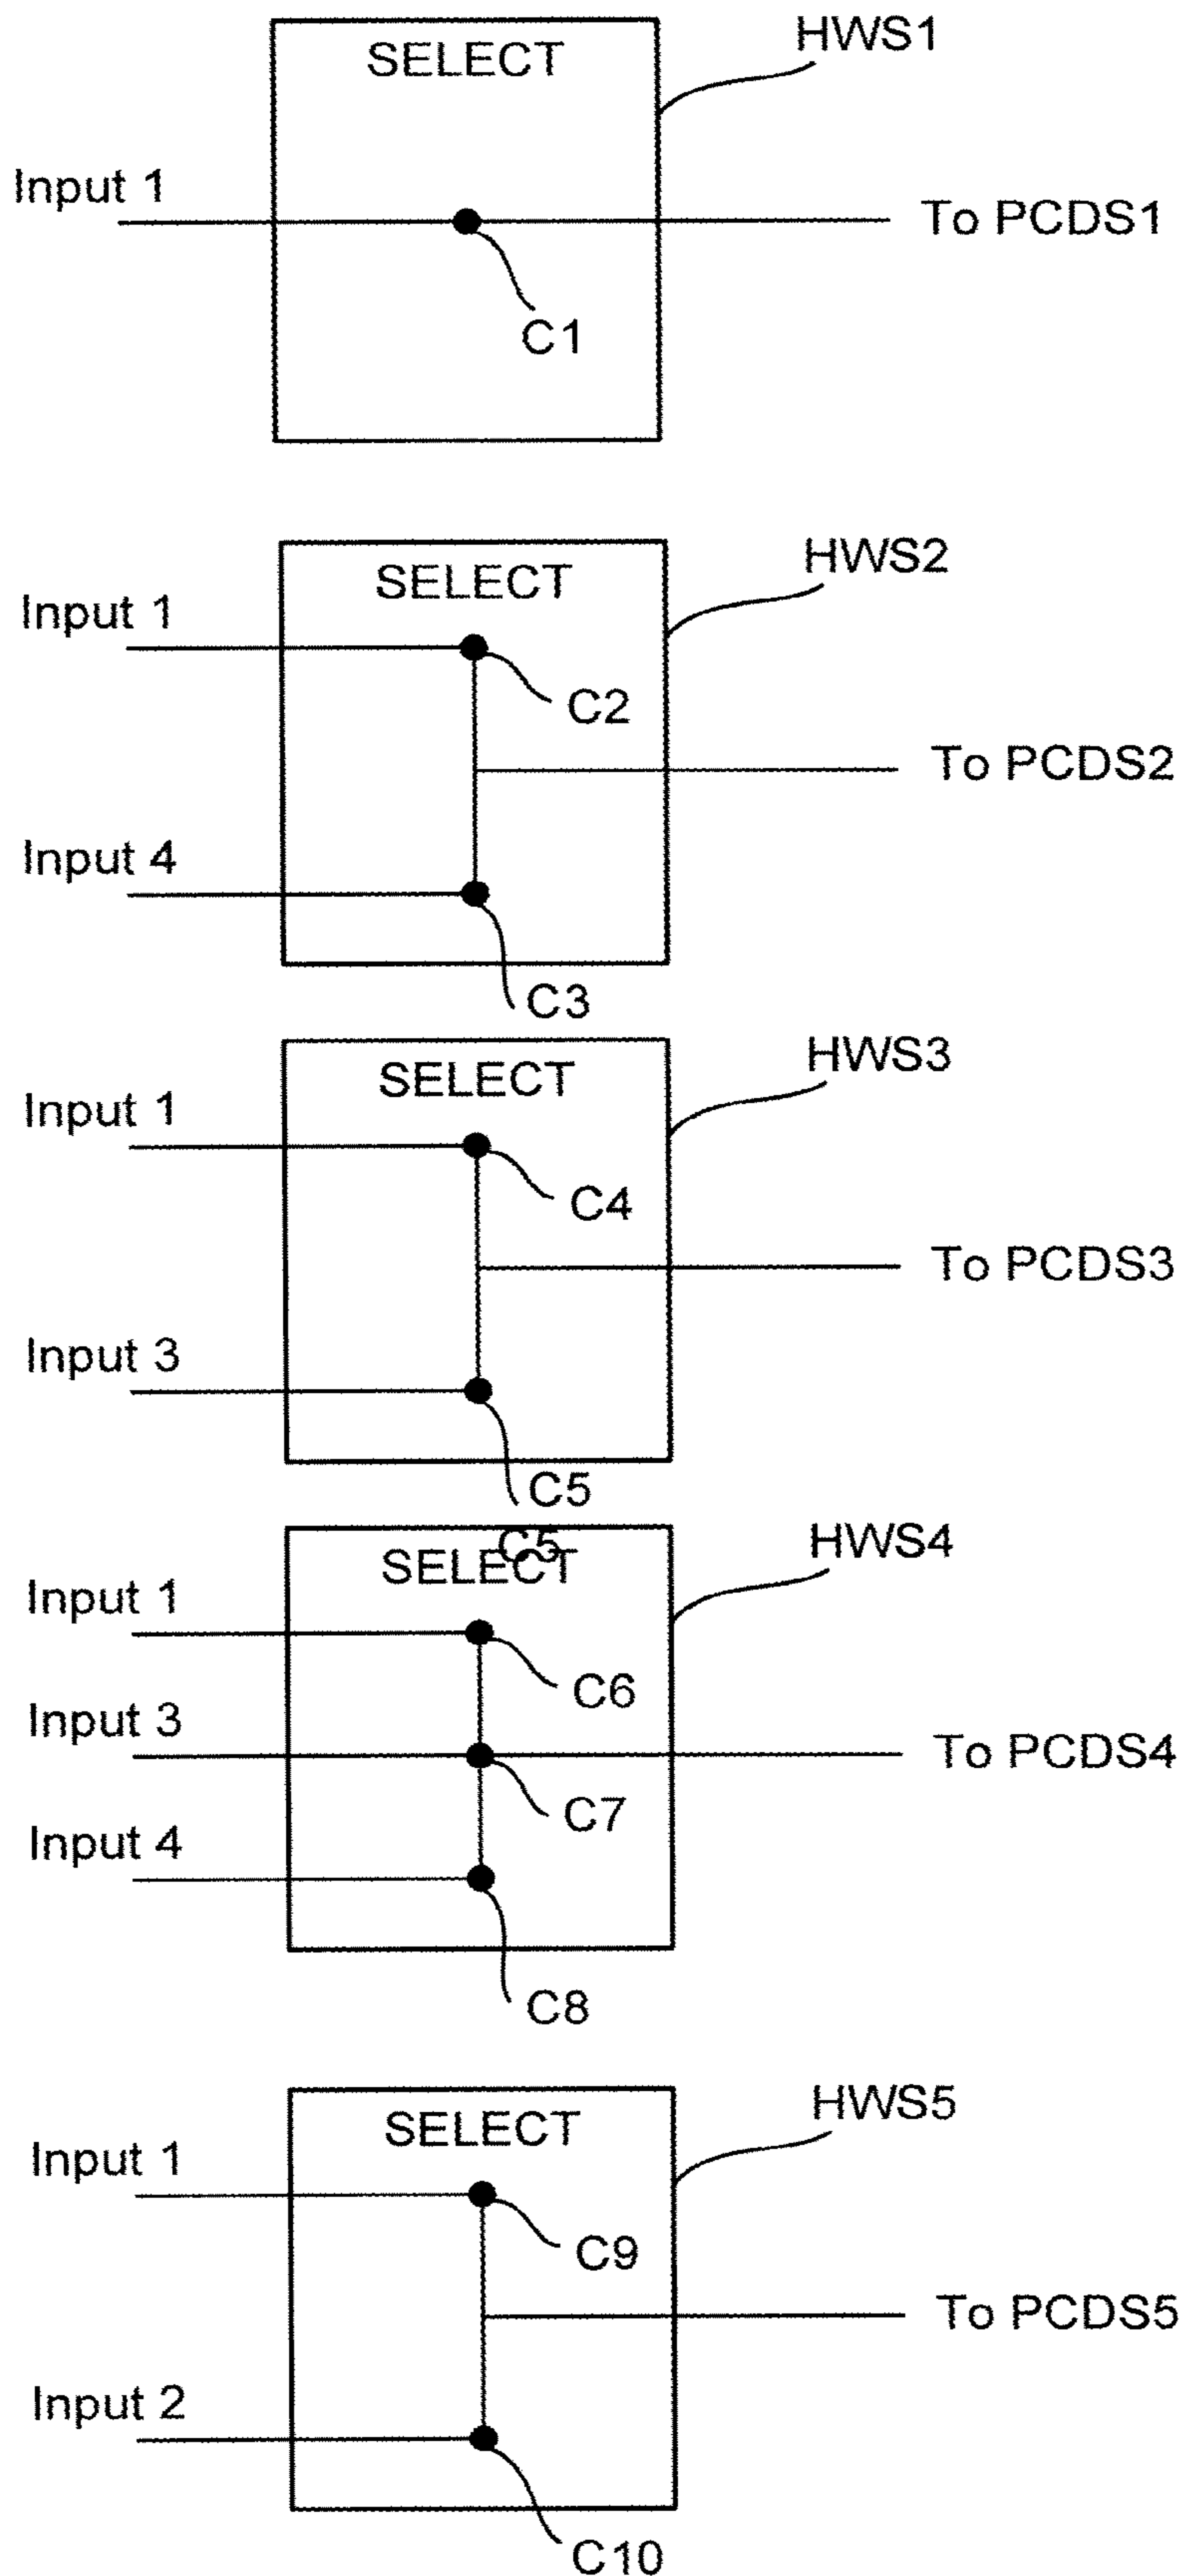 HWS1
SELECT
Input 1
To PCDS1
C1
HWS2
SELECT
Input 1
C2
To PCDS2
Input 4
C3
HWS3
SELECT
Input 1
C4
To PCDS3
Input 3
C5
C5
HWS4
SELECT
Input 1
C6
Input 3
To PCDS4
C7
Input 4
C8
HWS5
SELECT
Input 1
C9
To PCDS5
Input 2
C10